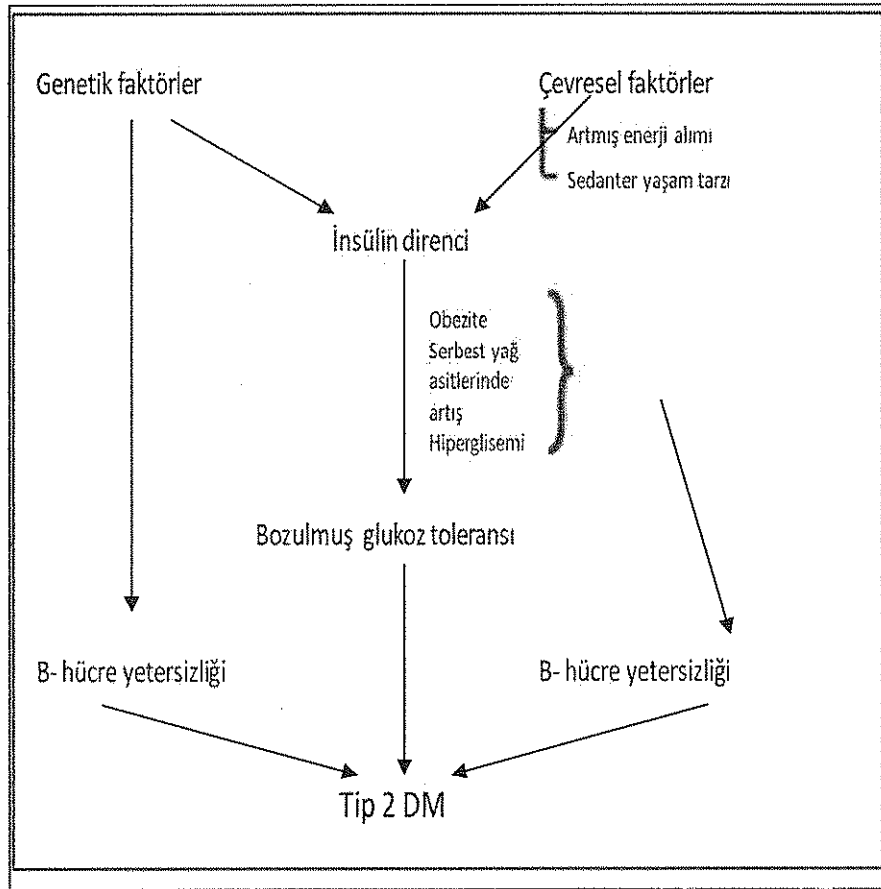 Genetik faktörler
Çevresel faktörler
Artmış enerji alımı
Sedanter yaşam tarzı
İnsülin direnci
Obezite
Serbest yağ
asitlerinde
artış
Hiperglisemi
Bozulmuş glukoz toleransı
B- hücre yetersizliği
B- hücre yetersizliği
Tip 2 DM